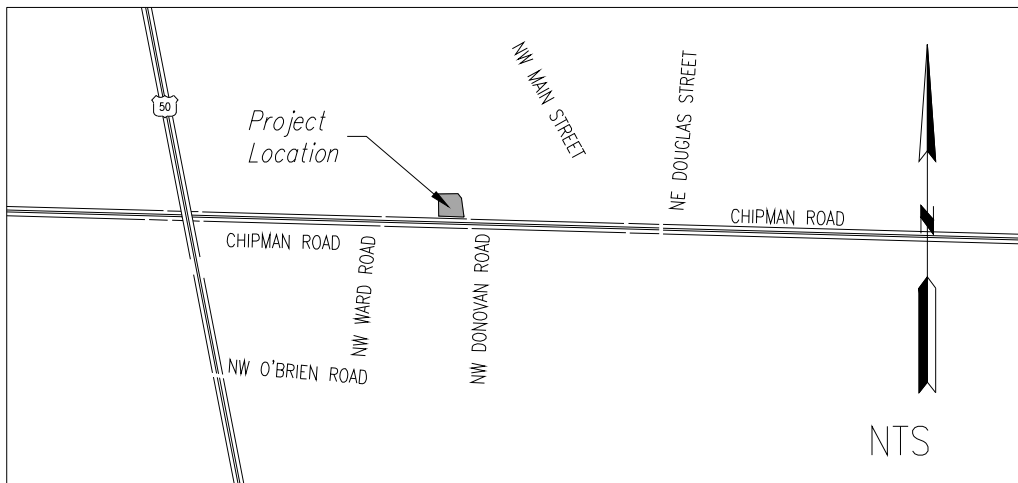 NW MAIN STREET
NE DOUGLAS STREET
50
Project
Location
CHIPMAN ROAD
CHIPMAN ROAD
NW WARD ROAD
NW DONOVAN ROAD
NW O'BRIEN ROAD
N
NTS